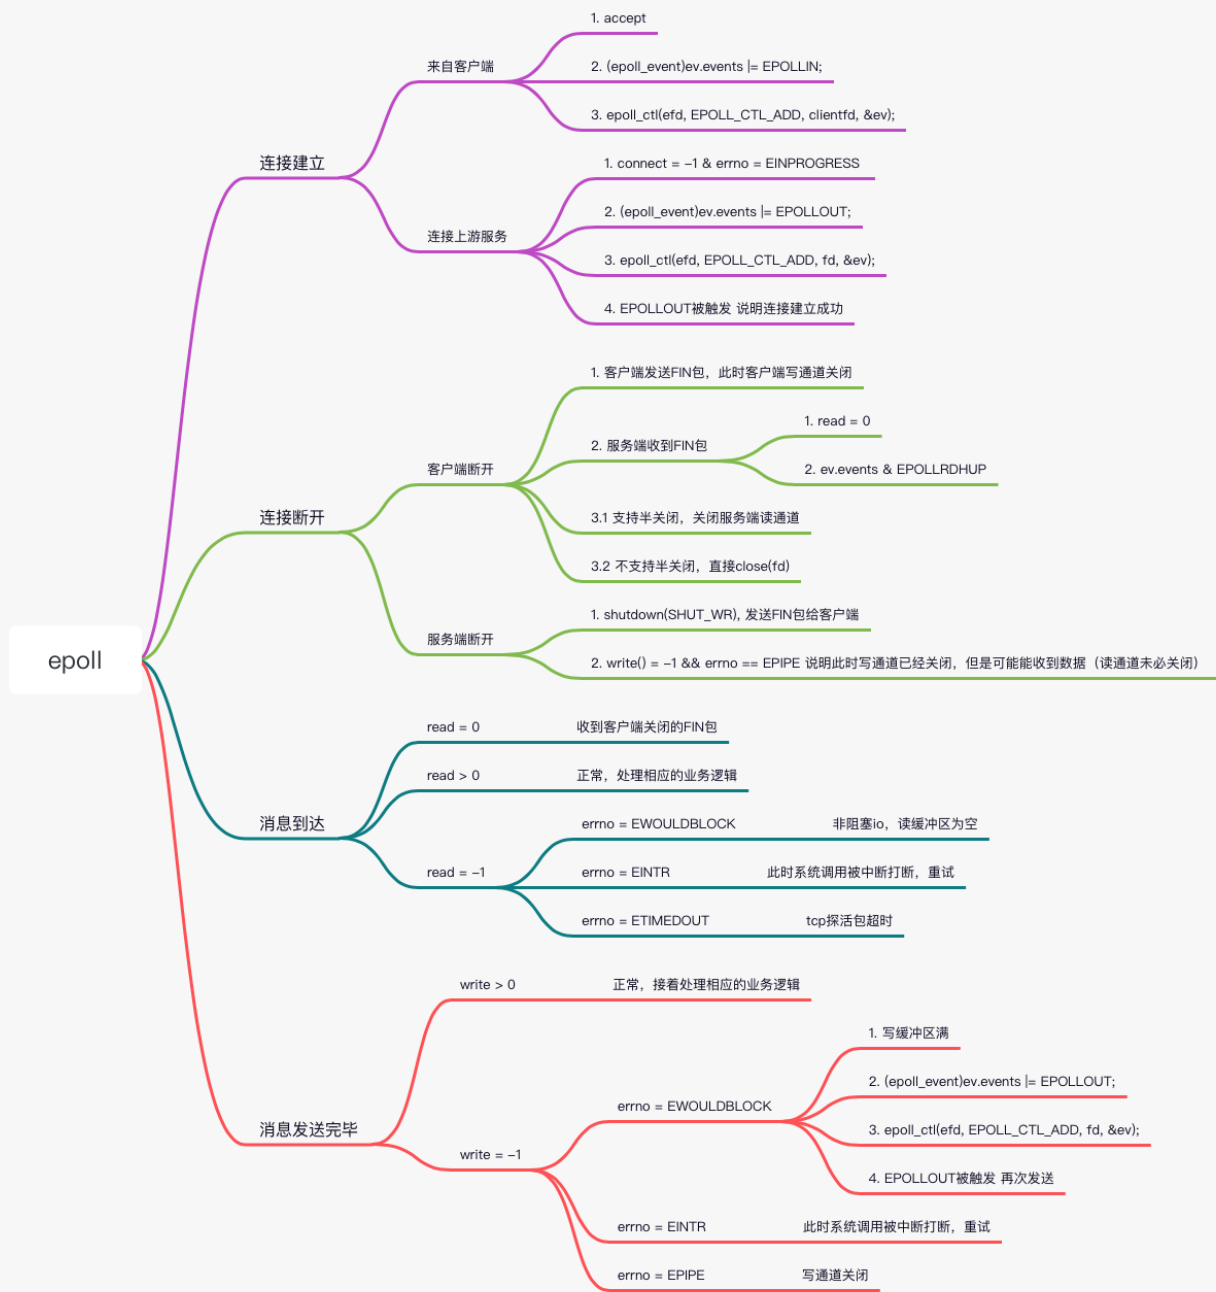 epoll
连接建立
来自客户端
1. accept
2. (epoll_event)ev.events |= EPOLLIN;
3. epoll_ctl(efd, EPOLL_CTL_ADD, clientfd, &ev);
连接上游服务
1. connect = -1 & errno = EINPROGRESS
2. (epoll_event)ev.events |= EPOLLOUT;
3. epoll_ctl(efd, EPOLL_CTL_ADD, fd, &ev);
4. EPOLLOUT被触发 说明连接建立成功
连接断开
客户端断开
1. 客户端发送FIN包，此时客户端写通道关闭
2. 服务端收到FIN包
1. read = 0
2. ev.events & EPOLLRDHUP
3.1 支持半关闭，关闭服务端读通道
3.2 不支持半关闭，直接close(fd)
服务端断开
1. shutdown(SHUT_WR), 发送FIN包给客户端
2. write() = -1 && errno == EPIPE 说明此时写通道已经关闭，但是可能能收到数据（读通道未必关闭）
消息到达
read = 0 收到客户端关闭的FIN包
read > 0 正常，处理相应的业务逻辑
read = -1
errno = EWOULDBLOCK 非阻塞io，读缓冲区为空
errno = EINTR 此时系统调用被中断打断，重试
errno = ETIMEDOUT tcp探活包超时
消息发送完毕
write > 0 正常，接着处理相应的业务逻辑
write = -1
errno = EWOULDBLOCK
1. 写缓冲区满
2. (epoll_event)ev.events |= EPOLLOUT;
3. epoll_ctl(efd, EPOLL_CTL_ADD, fd, &ev);
4. EPOLLOUT被触发 再次发送
errno = EINTR 此时系统调用被中断打断，重试
errno = EPIPE 写通道关闭